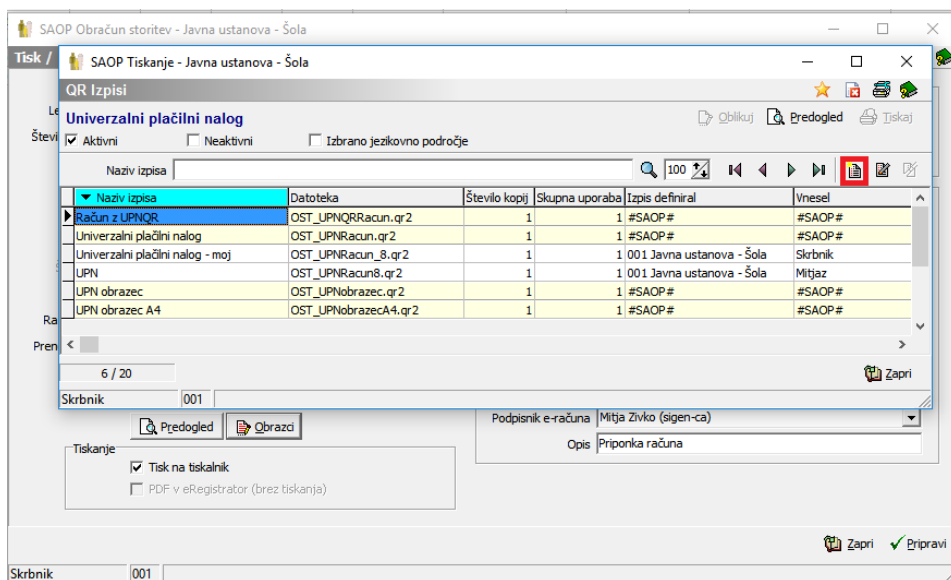 SAOP Obračun storitev - Javna ustanova - Šola
Tisk /
SAOP Tiskanje - Javna ustanova - Šola
QR Izpisi
Univerzalni plačilni nalog
Oblikuj Predogled Tiskaj
Aktivni Neaktivni Izbrano jezikovno področje
Števi
Naziv izpisa 100
Naziv izpisa Datoteka Število kopij Skupna uporaba Izpis definiral Vnesel
Račun z UPNQR OST_UPNQRRacun.qr2 1 1 #SAOP# #SAOP#
Univerzalni plačilni nalog OST_UPNRacun.qr2 1 1 #SAOP# #SAOP#
Univerzalni plačilni nalog - moj OST_UPNRacun_8.qr2 1 1 001 Javna ustanova - Šola Skrbnik
UPN OST_UPNRacun8.qr2 1 1 001 Javna ustanova - Šola Mitjaz
UPN obrazec OST_UPNobrazec.qr2 1 1 #SAOP# #SAOP#
UPN obrazec A4 OST_UPNobrazecA4.qr2 1 1 #SAOP# #SAOP#
Ra
Pren
6 / 20 Zapri
Skrbnik 001
Predogled Obrazci
Podpisnik e-računa Mitja Zivko (sigen-ca)
Opis Priponka računa
Tiskanje
Tisk na tiskalnik
PDF v eRegistrator (brez tiskanja)
Zapri Pripravi
Skrbnik 001